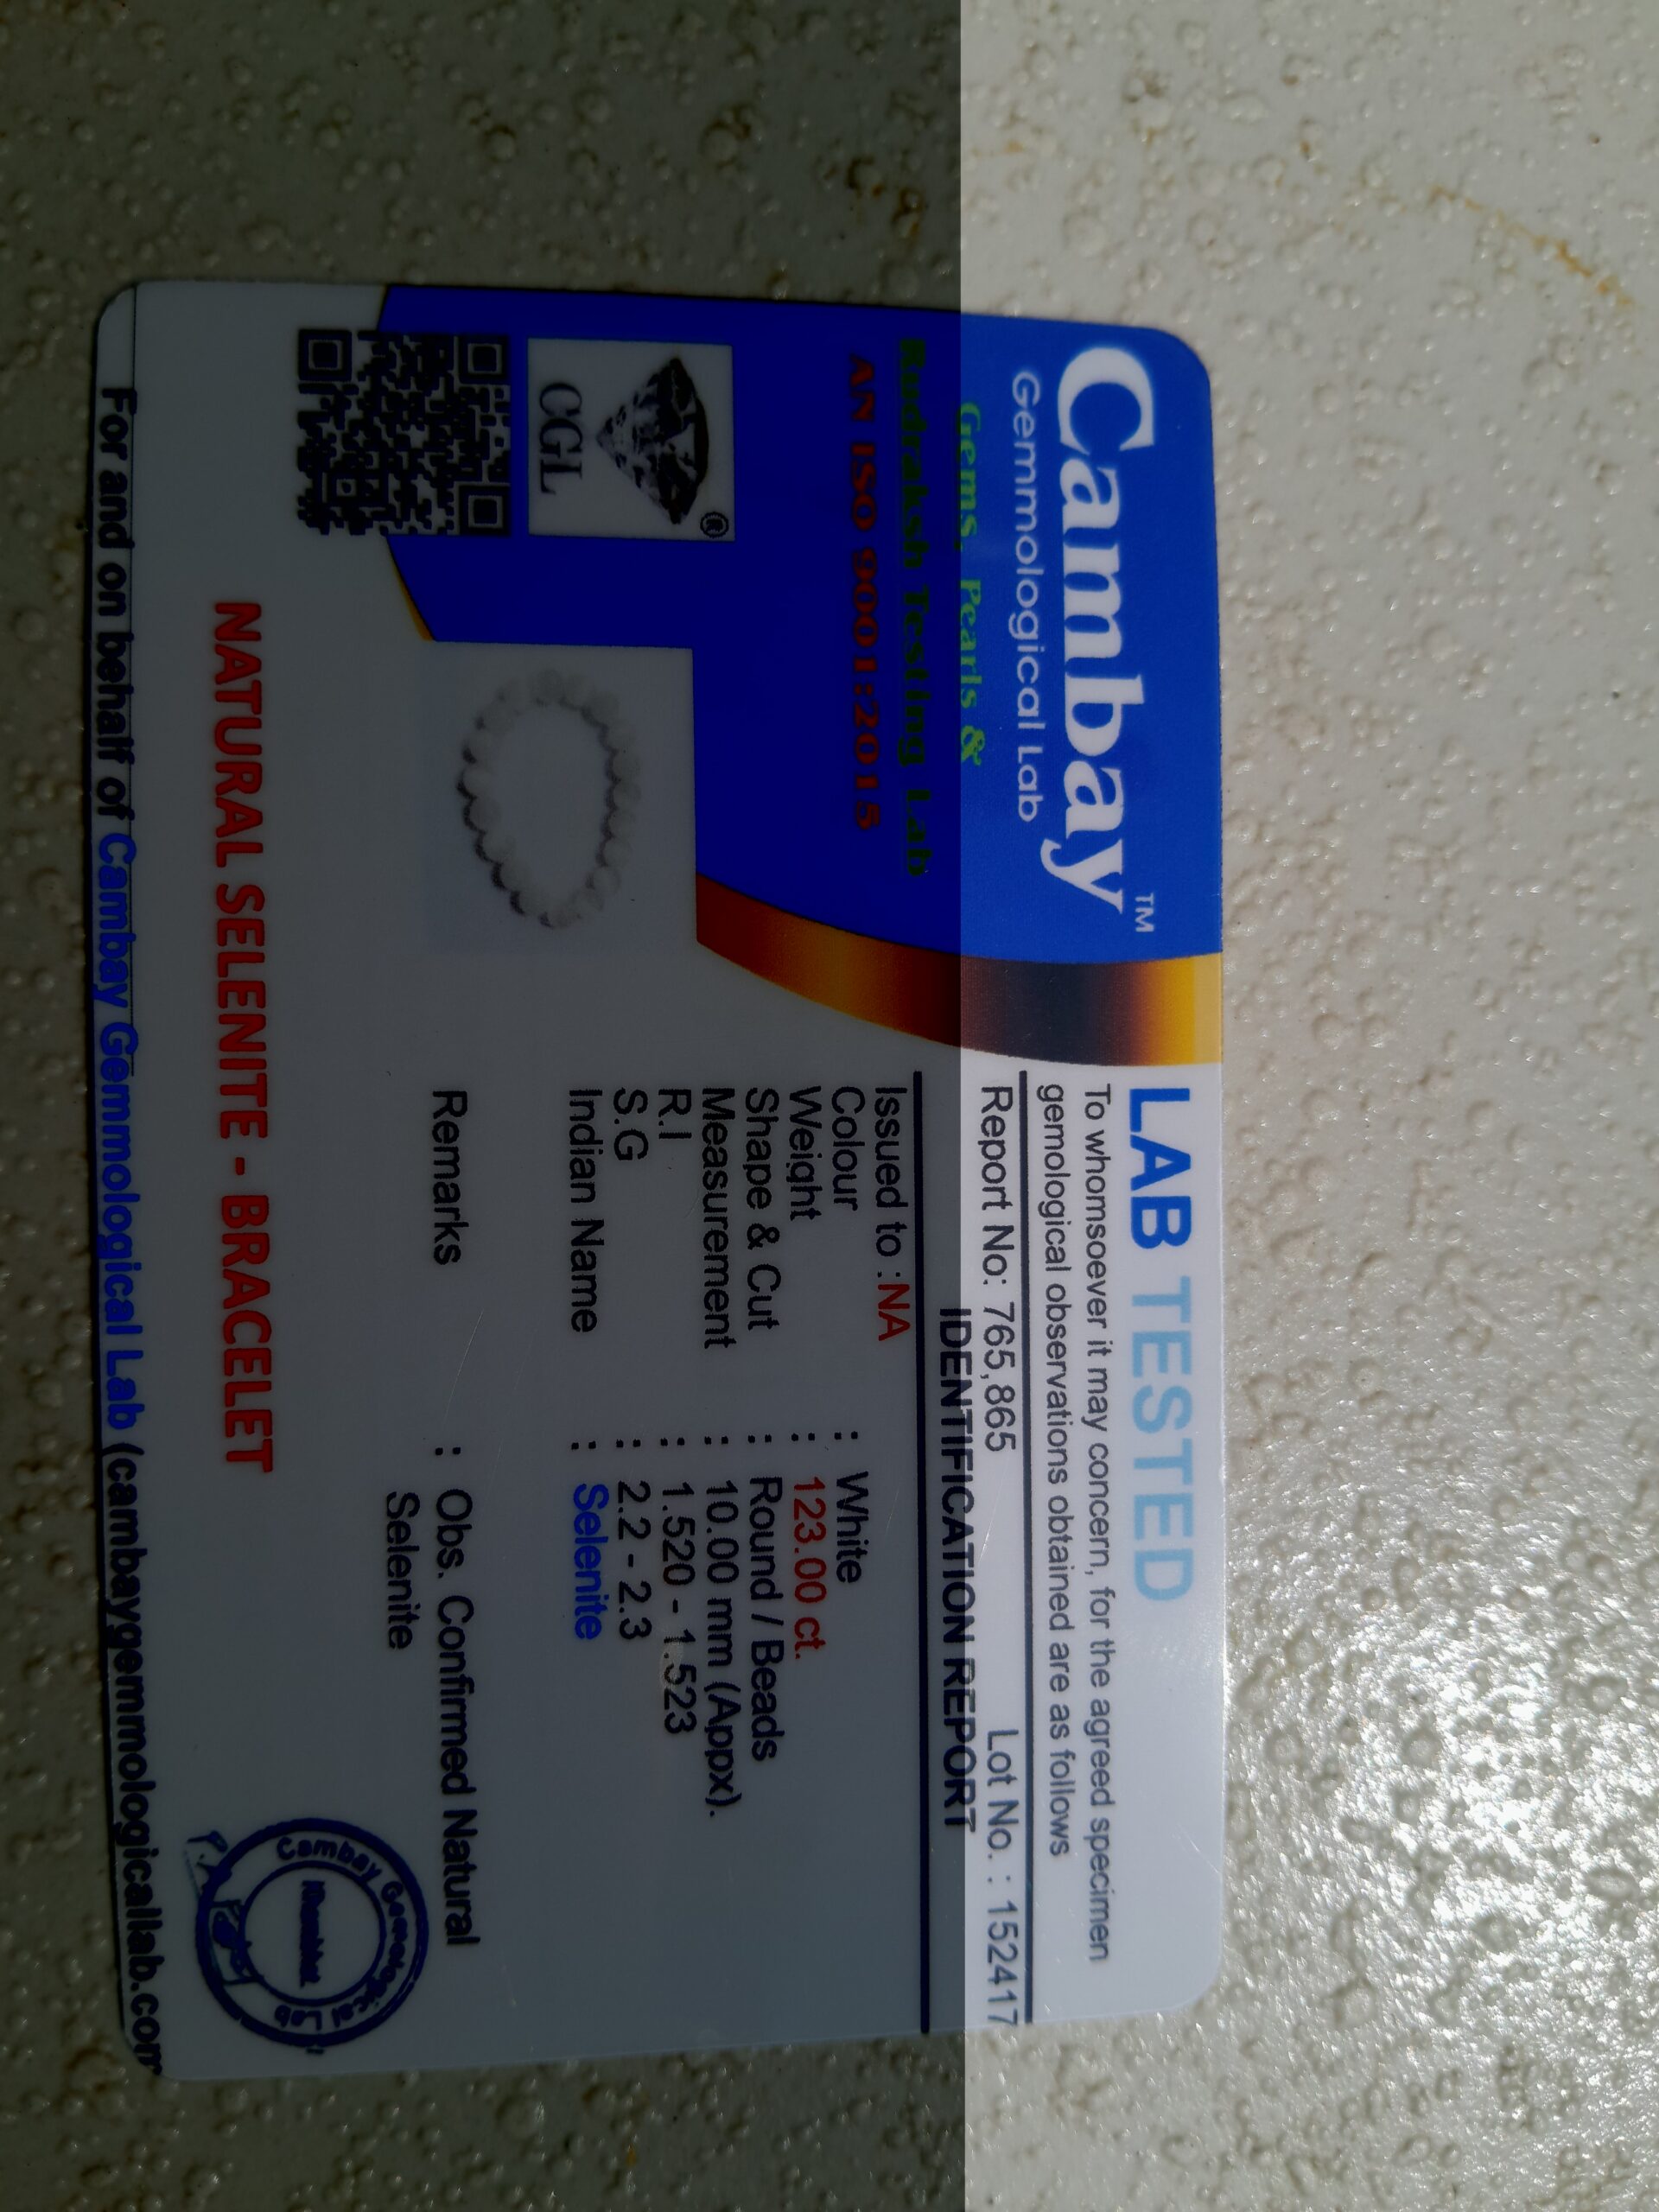 Cambay™
Gemmological Lab
Gems, Pearls &
Rudraksh Testing Lab
AN ISO 9001:2015
CGL
®
LAB TESTED
To whomsoever it may concern, for the agreed specimen
gemological observations obtained are as follows
Report No: 765,865 Lot No. : 152417
IDENTIFICATION REPORT
Issued to :NA
Colour : White
Weight : 123.00 ct.
Shape & Cut : Round / Beads
Measurement : 10.00 mm (Appx).
R.I : 1.520 - 1.523
S.G : 2.2 - 2.3
Indian Name : Selenite
Remarks : Obs. Confirmed Natural
Selenite
NATURAL SELENITE - BRACELET
Cambay Gemological Lab
For and on behalf of Cambay Gemmological Lab (cambaygemmologicallab.com